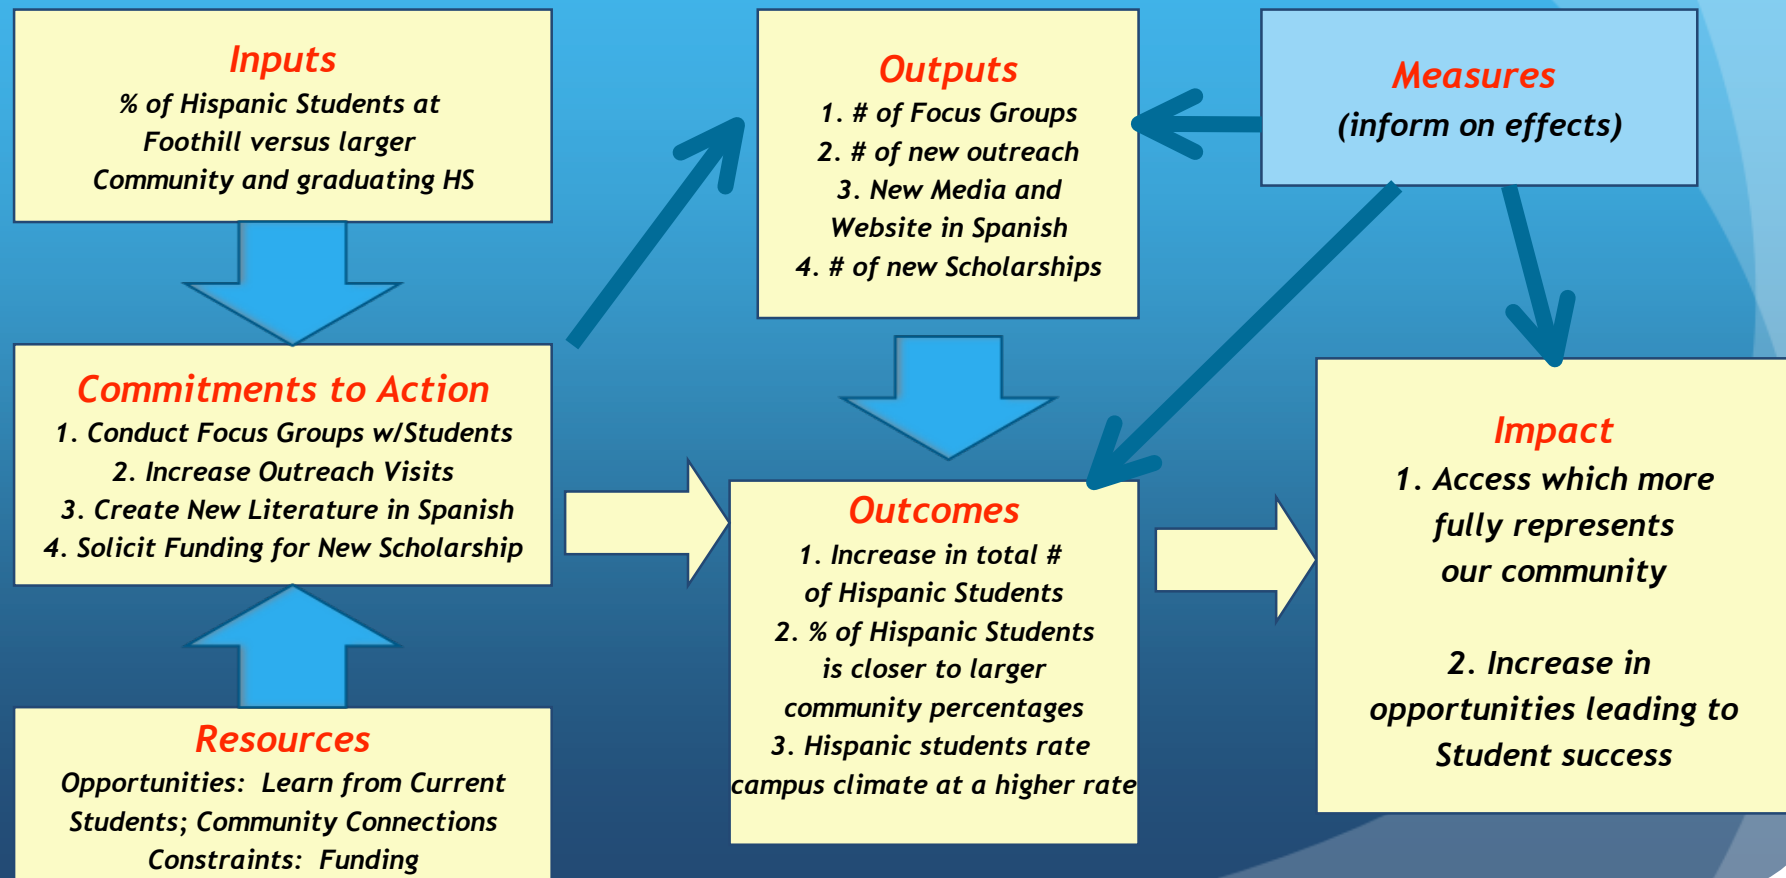 Inputs
% of Hispanic Students at
Foothill versus larger
Community and graduating HS
Commitments to Action
1. Conduct Focus Groups w/Students
2. Increase Outreach Visits
3. Create New Literature in Spanish
4. Solicit Funding for New Scholarship
Resources
Opportunities: Learn from Current
Students; Community Connections
Constraints: Funding
Outputs
1. # of Focus Groups
2. # of new outreach
3. New Media and
Website in Spanish
4. # of new Scholarships
Outcomes
1. Increase in total #
of Hispanic Students
2. % of Hispanic Students
is closer to larger
community percentages
3. Hispanic students rate
campus climate at a higher rate
Measures
(inform on effects)
Impact
1. Access which more
fully represents
our community
2. Increase in
opportunities leading to
Student success